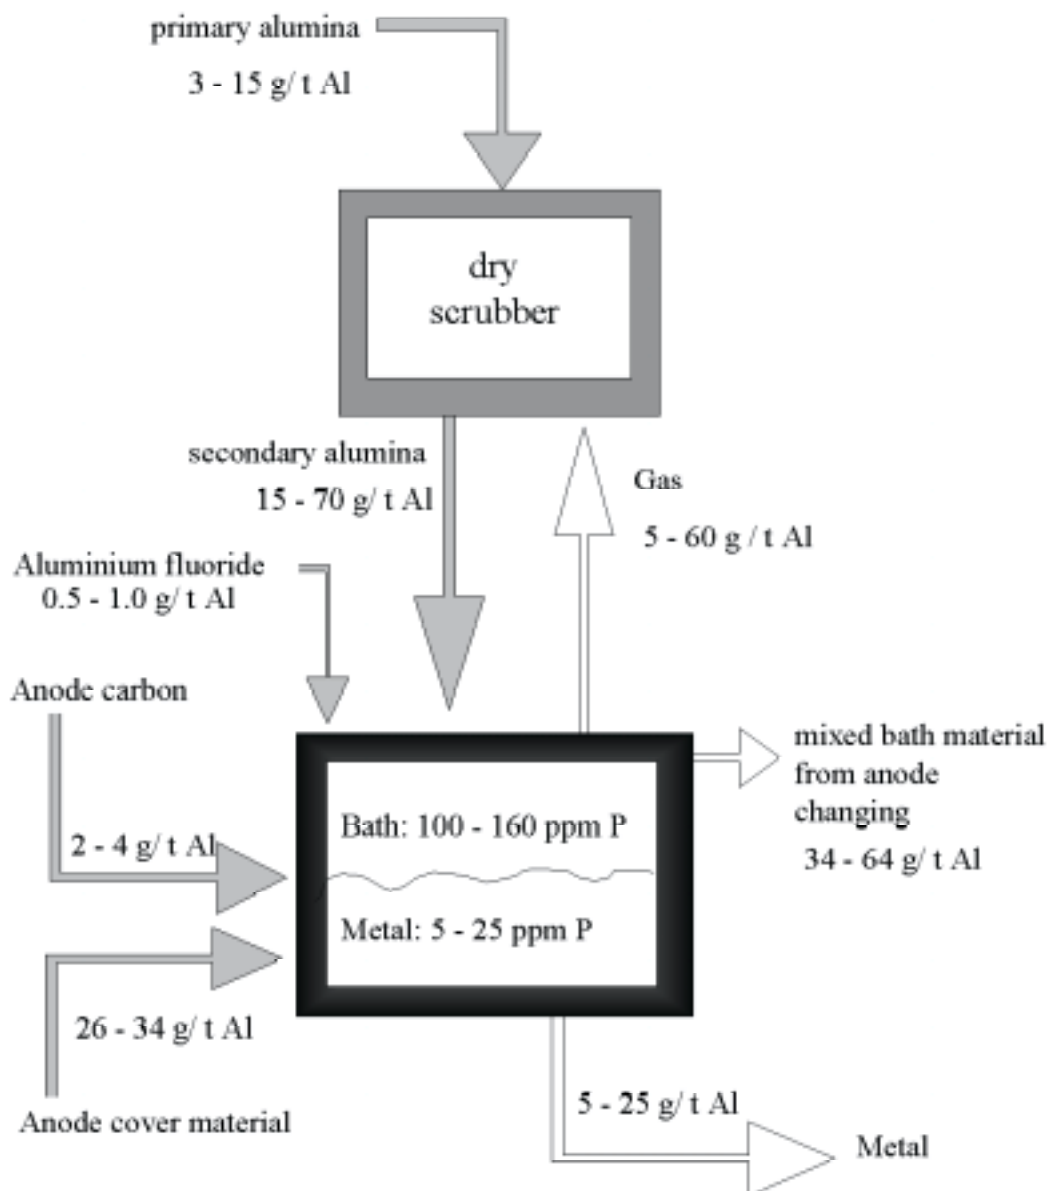 primary alumina
3 - 15 g/ t Al
dry
scrubber
secondary alumina
15 - 70 g/ t Al
Gas
5 - 60 g / t Al
Aluminium fluoride
0.5 - 1.0 g/ t Al
Anode carbon
2 - 4 g/ t Al
mixed bath material
from anode
changing
34 - 64 g/ t Al
Bath: 100 - 160 ppm P
Metal: 5 - 25 ppm P
26 - 34 g/ t Al
Anode cover material
5 - 25 g/ t Al
Metal